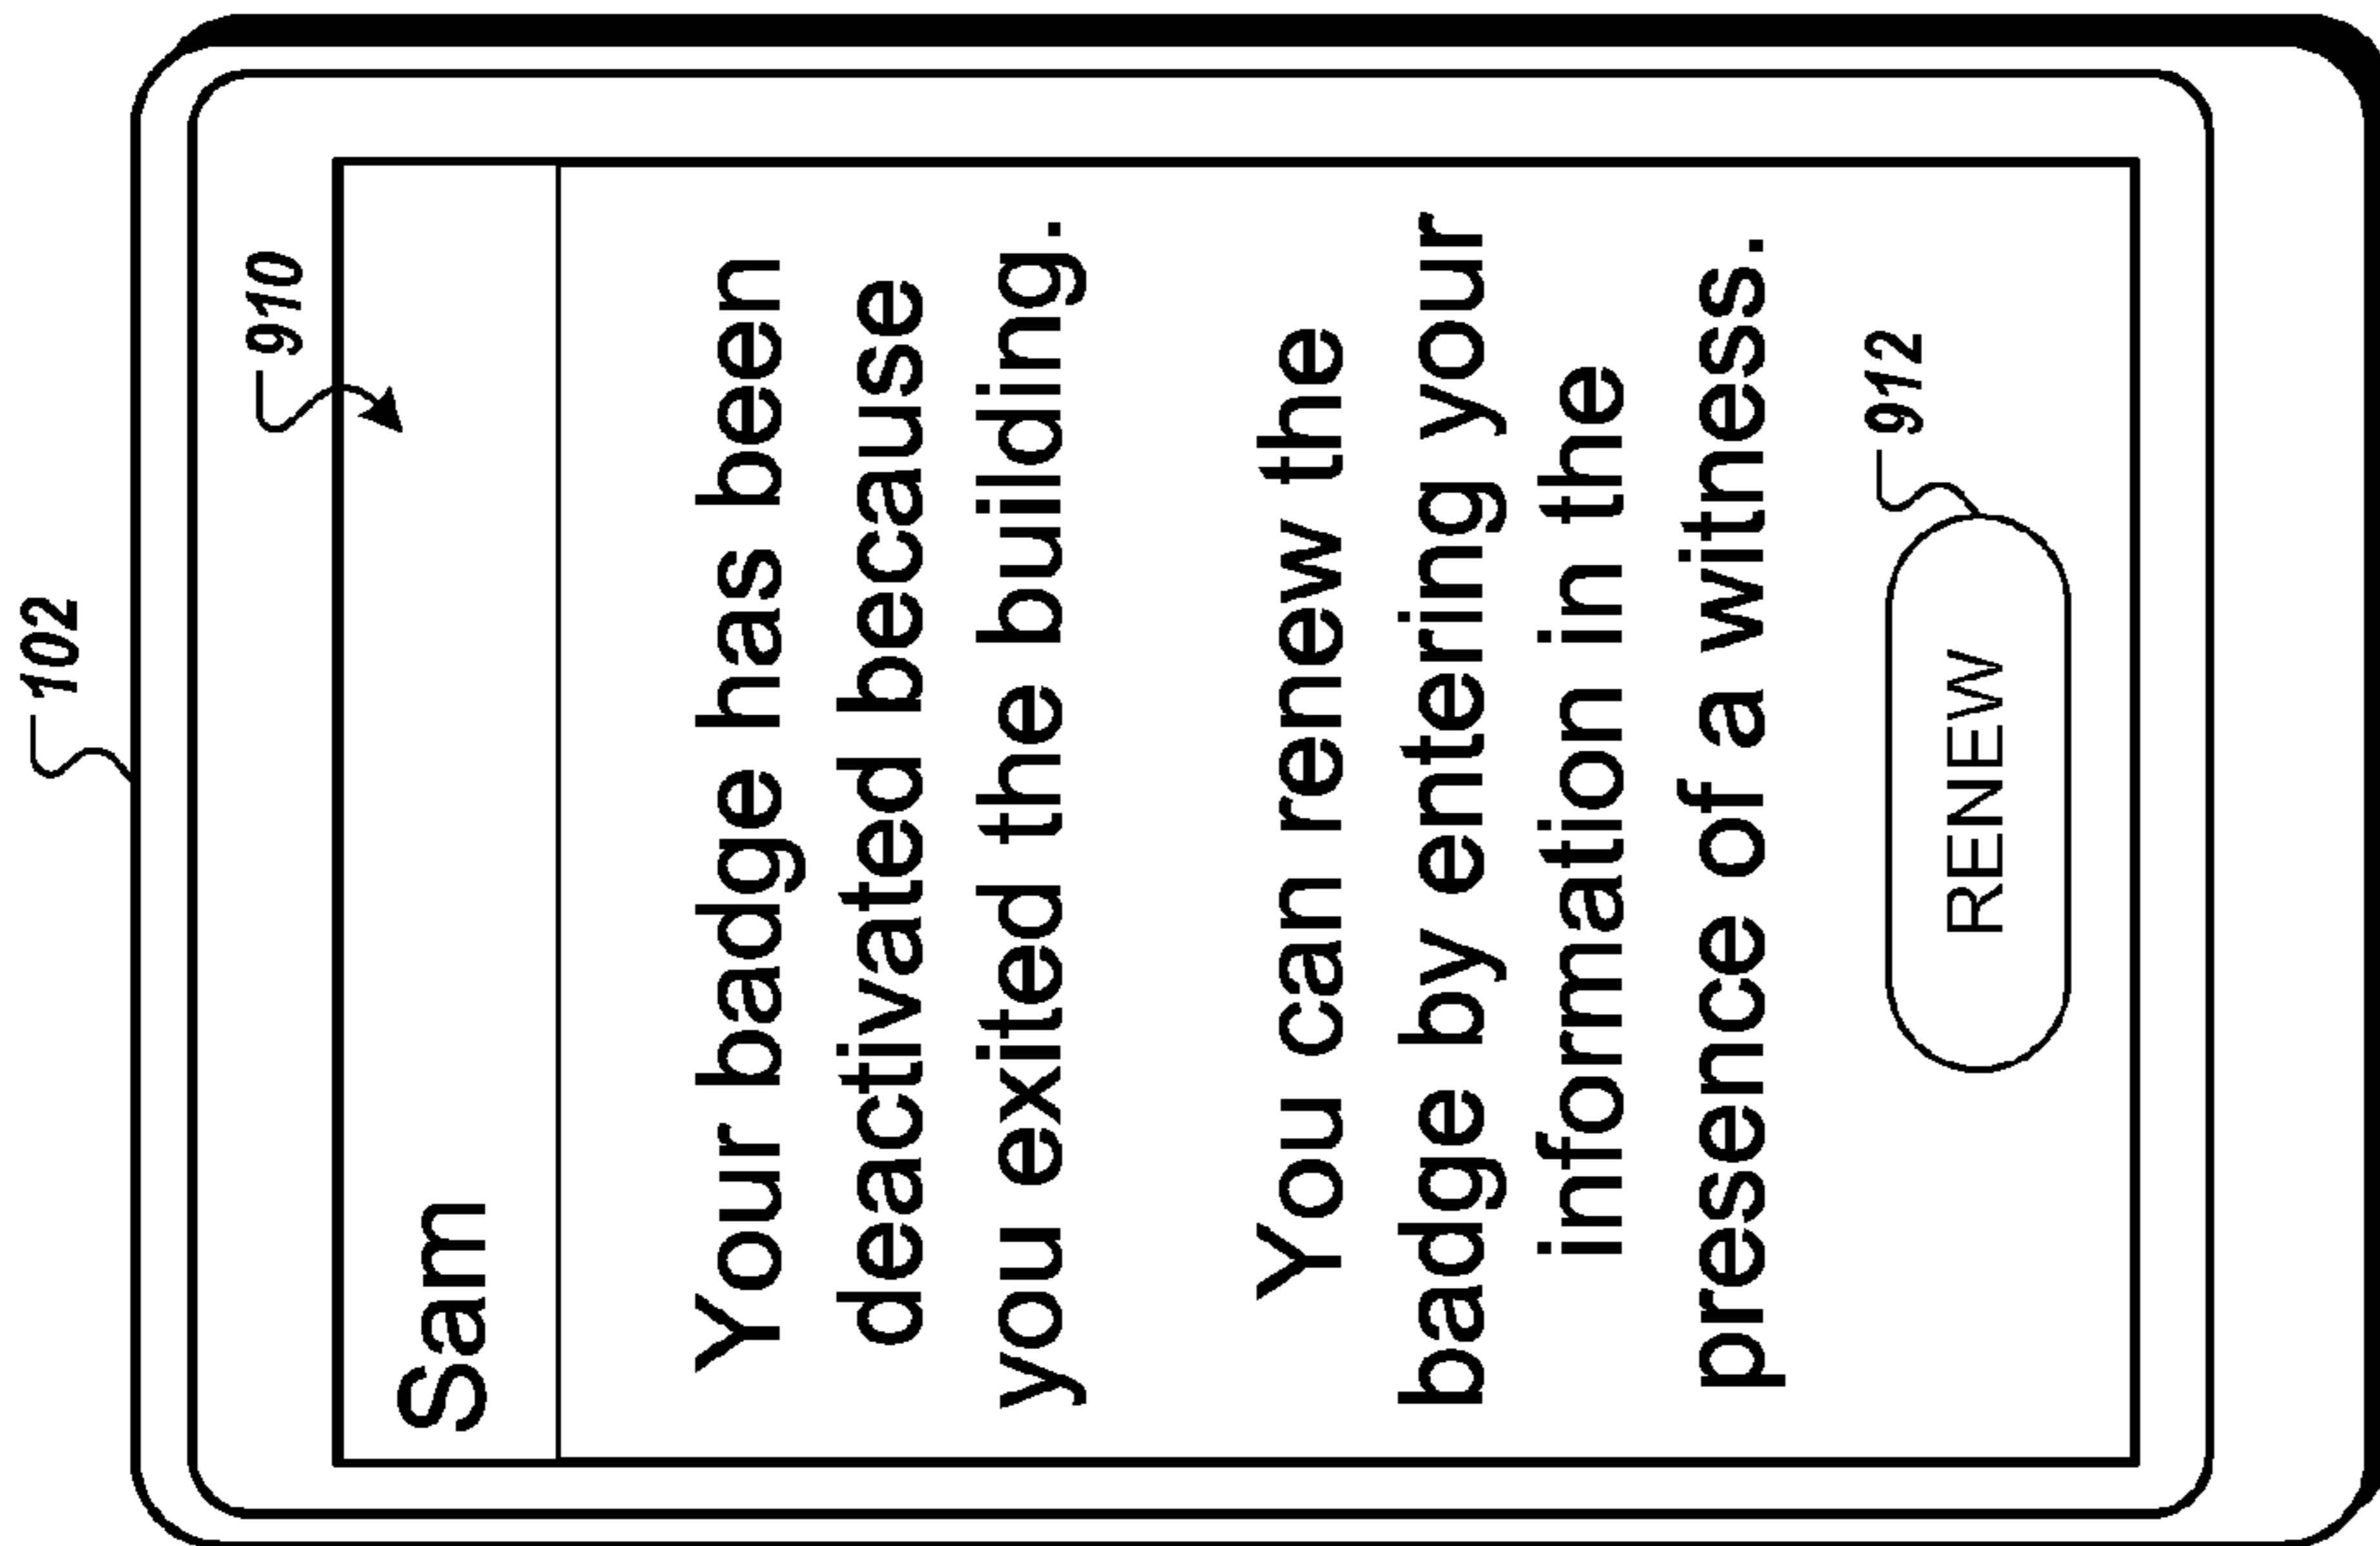 102
910
Sam
Your badge has been
deactivated because
you exited the building.
You can renew the
badge by entering your
information in the
presence of a witness.
912
RENEW